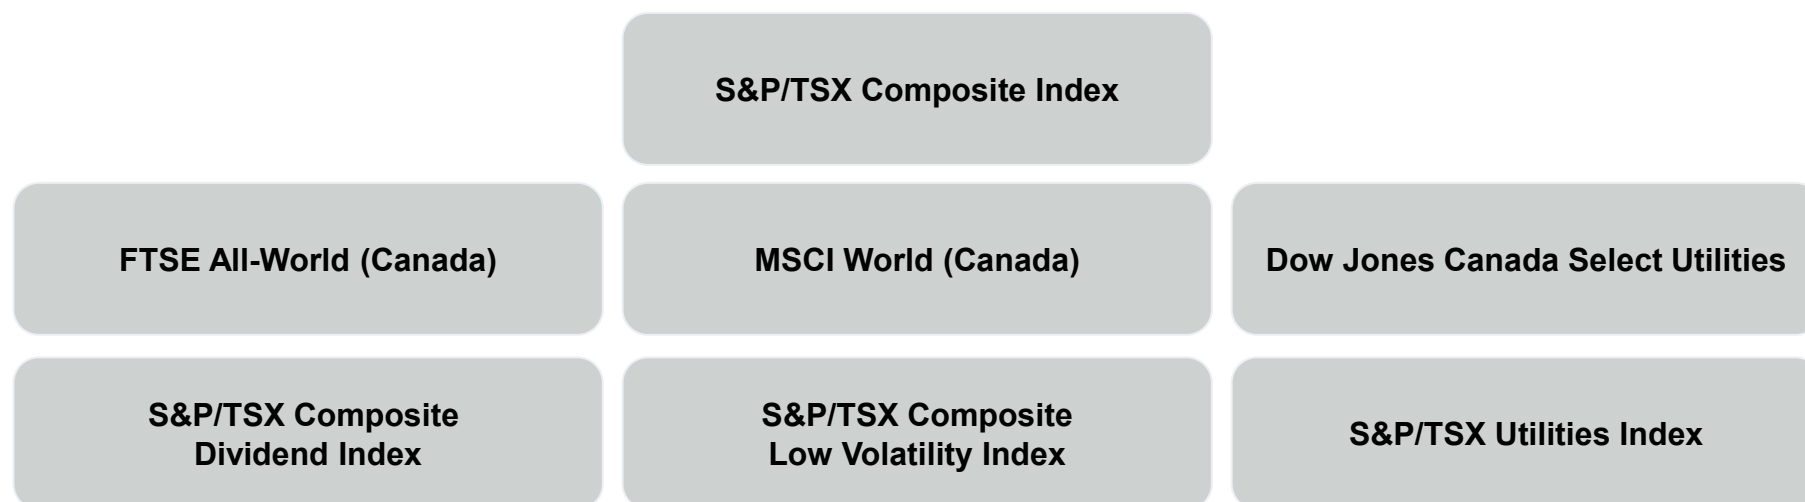 S&P/TSX Composite Index
FTSE All-World (Canada)
MSCI World (Canada)
Dow Jones Canada Select Utilities
S&P/TSX Composite
Dividend Index
S&P/TSX Composite
Low Volatility Index
S&P/TSX Utilities Index